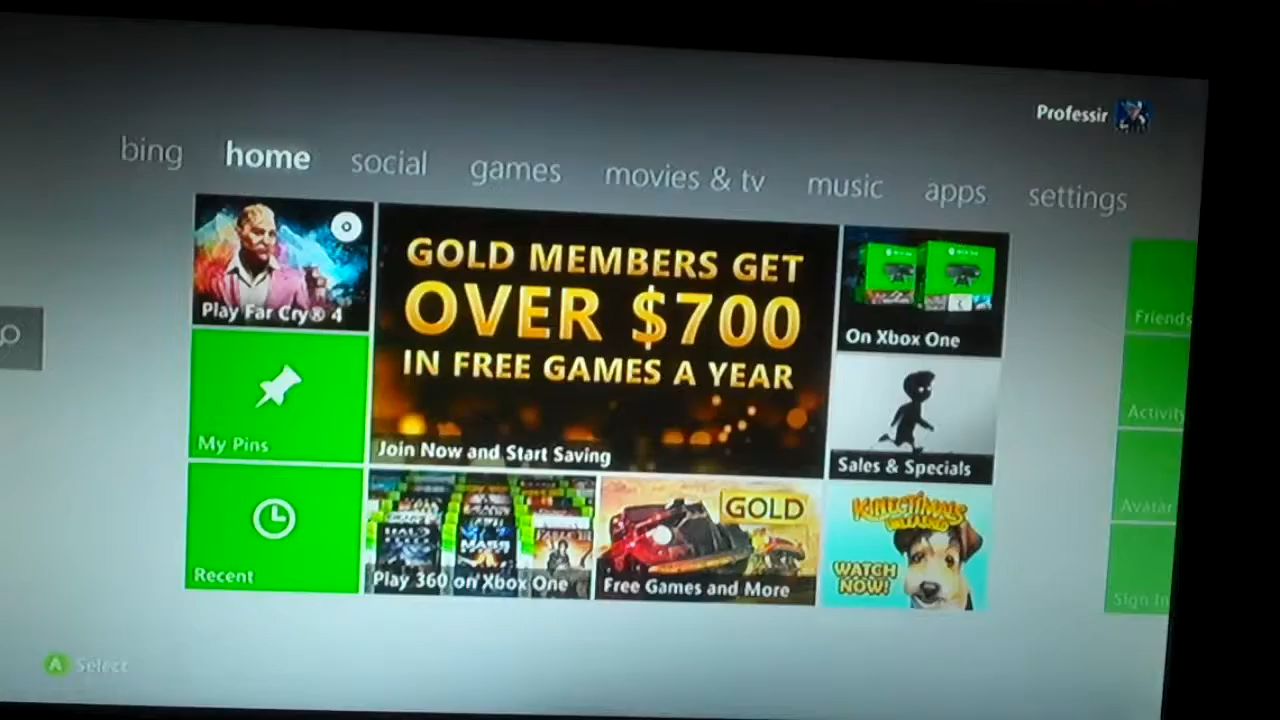 Professir
bing home social games movies & tv music apps settings
Play Far Cry® 4
My Pins
Recent
GOLD MEMBERS GET
OVER $700
IN FREE GAMES A YEAR
Join Now and Start Saving
Play 360 on Xbox One
GOLD
Free Games and More
On Xbox One
Sales & Specials
KINECTIMALS
UNLEASHED
WATCH
NOW!
Friends
Activity
Avatar
Sign In
A Select